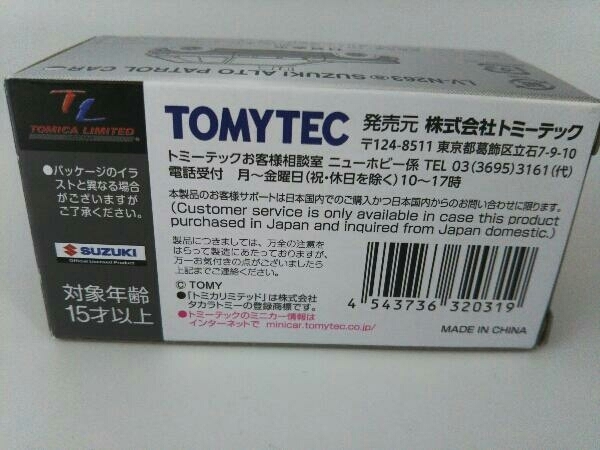 LV-N263ⓐ SUZUKI ALTO PATROL CAR
TL
TOMICA LIMITED
●パッケージのイラ
ストと異なる場合
がございますが
ご了承ください。
SUZUKI
Official Licensed Product
対象年齢
15才以上
TOMYTEC
発売元 株式会社トミーテック
〒124-8511 東京都葛飾区立石7-9-10
トミーテックお客様相談室 ニューホビー係 TEL 03(3695)3161(代)
電話受付 月〜金曜日(祝・休日を除く)10〜17時
本製品のお客様サポートは日本国内でのご購入かつ日本国内からのお問い合わせに限ります。
(Customer service is only available in case this product
purchased in Japan and inquired from Japan domestic.)
製品につきましては、万全の注意を
はらって製造にあたっておりますが、
万一お気付きの点がございましたら
上記までご連絡ください。
© TOMY
●「トミカリミテッド」は株式会社
タカラトミーの登録商標です。
●トミーテックのミニカー情報は
インターネットで minicar.tomytec.co.jp/
4 543736 320319
MADE IN CHINA